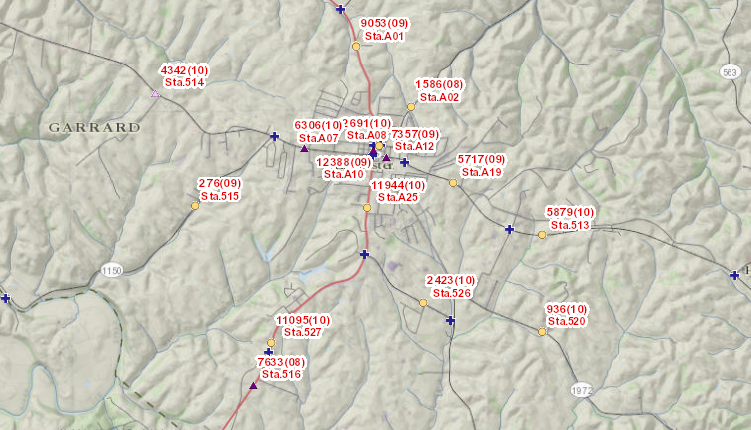 9053(09)
Sta.A01
563
4342(10)
Sta.514
1586(08)
Sta.A02
GARRARD
6306(10)
Sta.A07
2691(10)
Sta.A08
7357(09)
Sta.A12
12388(09)
Sta.A10
5717(09)
Sta.A19
276(09)
Sta.515
11944(10)
Sta.A25
5879(10)
Sta.513
1150
2423(10)
Sta.526
936(10)
Sta.520
11095(10)
Sta.527
7633(08)
Sta.516
1972